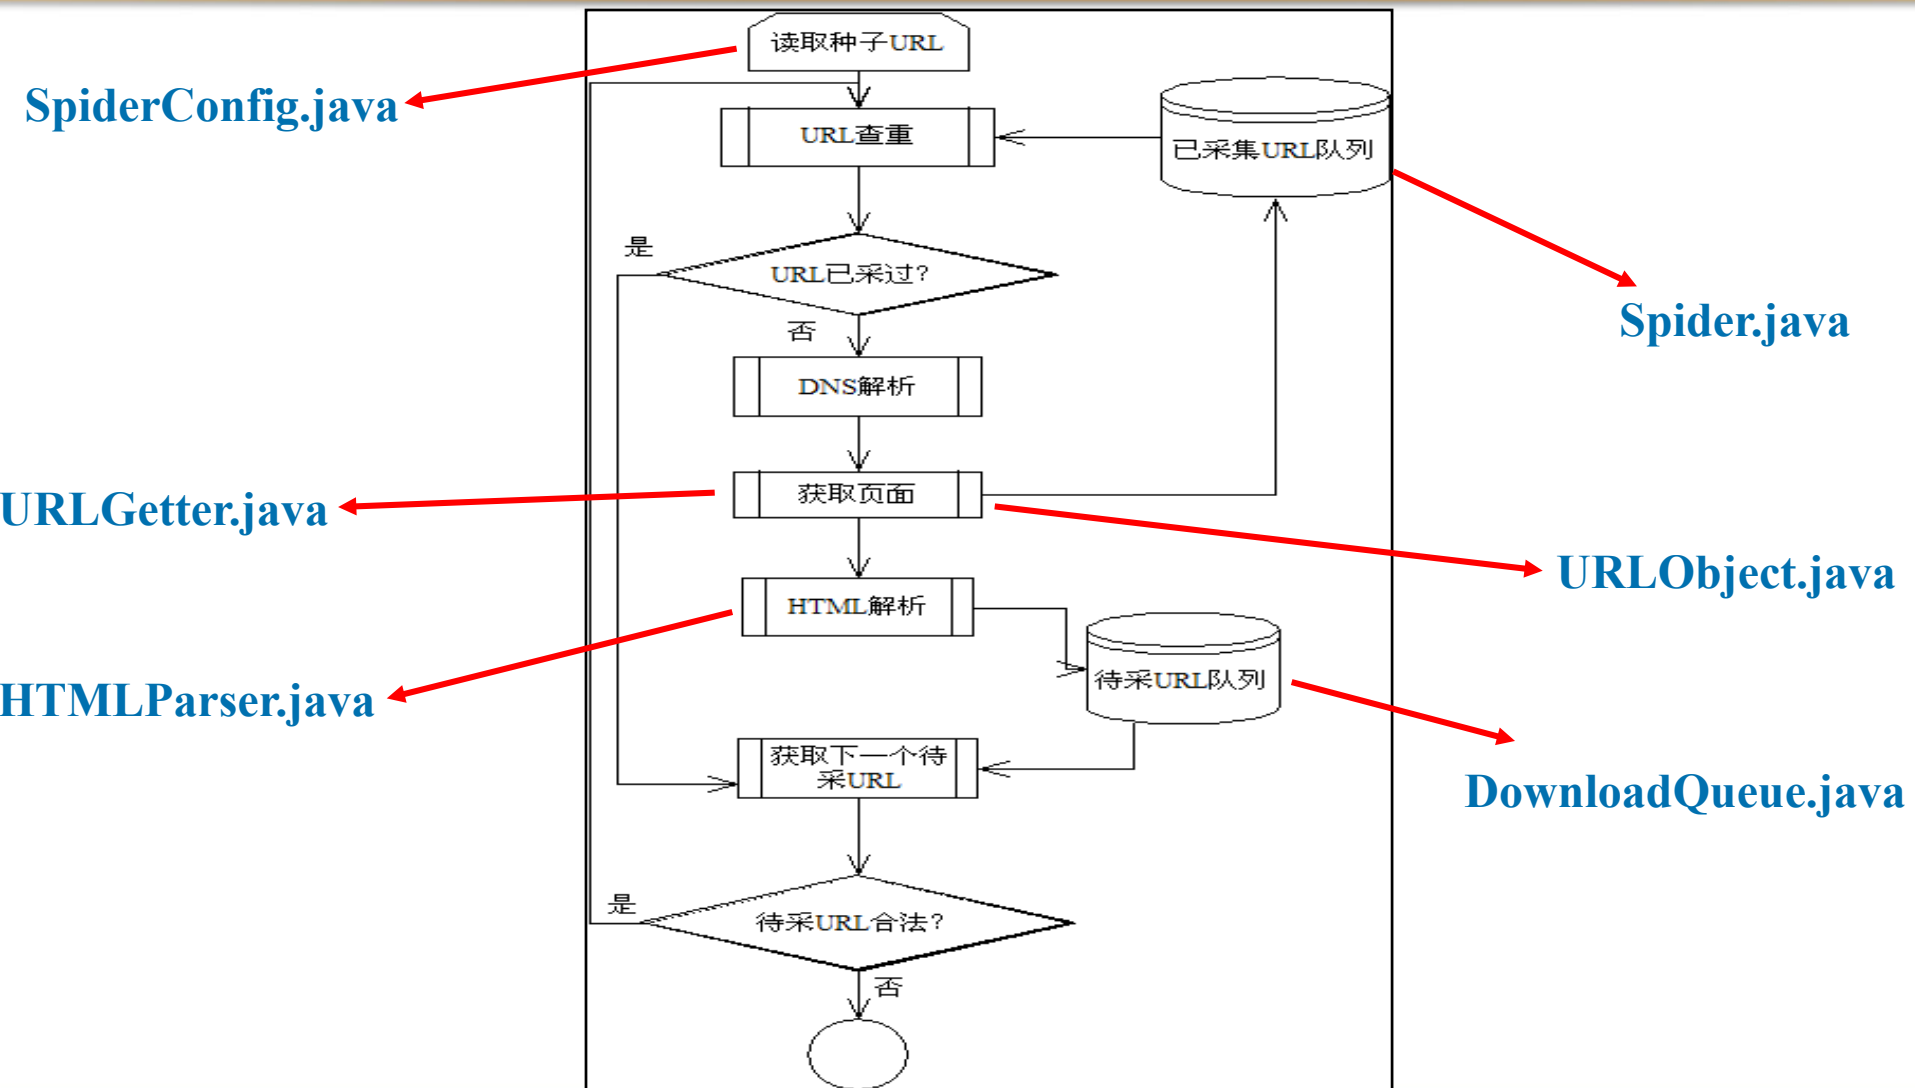 读取种子URL
SpiderConfig.java
URL查重
已采集URL队列
是
URL已采过?
Spider.java
否
DNS解析
获取页面
URLGetter.java
URLObject.java
HTML解析
待采URL队列
HTMLParser.java
获取下一个待
采URL
DownloadQueue.java
是
待采URL合法?
否